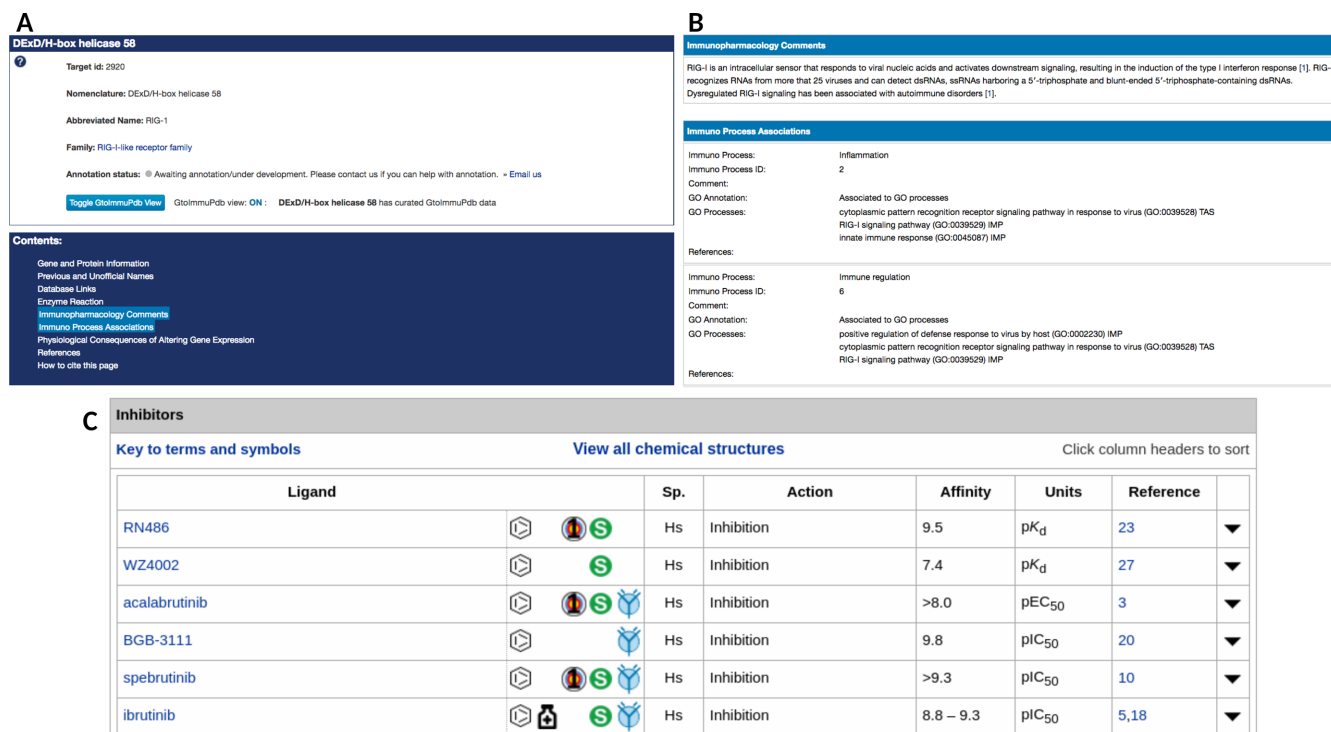 A
DExD/H-box helicase 58
?
Target id: 2920
Nomenclature: DExD/H-box helicase 58
Abbreviated Name: RIG-1
Family: RIG-I-like receptor family
Annotation status: Awaiting annotation/under development. Please contact us if you can help with annotation. » Email us
Toggle GtoImmuPdb View GtoImmuPdb view: ON : DExD/H-box helicase 58 has curated GtoImmuPdb data
Contents:
Gene and Protein Information
Previous and Unofficial Names
Database Links
Enzyme Reaction
Immunopharmacology Comments
Immuno Process Associations
Physiological Consequences of Altering Gene Expression
References
How to cite this page
B
Immunopharmacology Comments
RIG-I is an intracellular sensor that responds to viral nucleic acids and activates downstream signaling, resulting in the induction of the type I interferon response [1]. RIG-
recognizes RNAs from more that 25 viruses and can detect dsRNAs, ssRNAs harboring a 5'-triphosphate and blunt-ended 5'-triphosphate-containing dsRNAs.
Dysregulated RIG-I signaling has been associated with autoimmune disorders [1].
Immuno Process Associations
Immuno Process: Inflammation
Immuno Process ID: 2
Comment:
GO Annotation: Associated to GO processes
GO Processes: cytoplasmic pattern recognition receptor signaling pathway in response to virus (GO:0039528) TAS
RIG-I signaling pathway (GO:0039529) IMP
innate immune response (GO:0045087) IMP
References:
Immuno Process: Immune regulation
Immuno Process ID: 6
Comment:
GO Annotation: Associated to GO processes
GO Processes: positive regulation of defense response to virus by host (GO:0002230) IMP
cytoplasmic pattern recognition receptor signaling pathway in response to virus (GO:0039528) TAS
RIG-I signaling pathway (GO:0039529) IMP
References:
C
Inhibitors
Key to terms and symbols View all chemical structures Click column headers to sort
Ligand Sp. Action Affinity Units Reference
RN486 1 S Hs Inhibition 9.5 pKd 23
WZ4002 S Hs Inhibition 7.4 pKd 27
acalabrutinib 1 S Hs Inhibition >8.0 pEC50 3
BGB-3111 Hs Inhibition 9.8 pIC50 20
spebrutinib 1 S Hs Inhibition >9.3 pIC50 10
ibrutinib S Hs Inhibition 8.8 – 9.3 pIC50 5,18